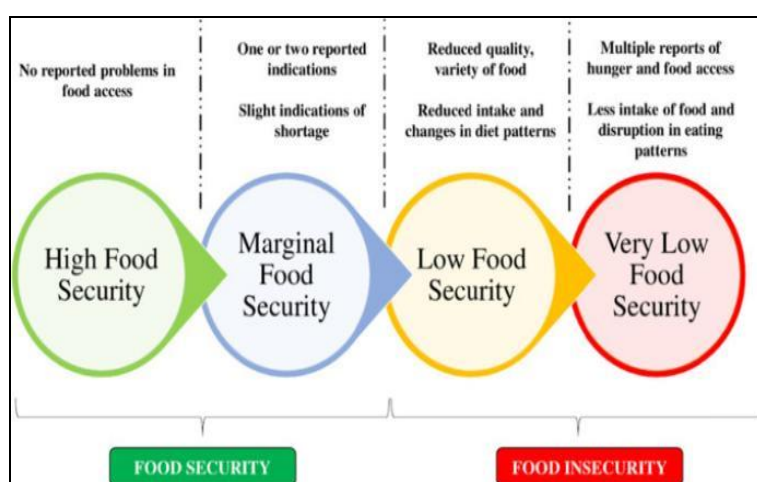 No reported problems in
food access
One or two reported
indications
Slight indications of
shortage
Reduced quality,
variety of food
Reduced intake and
changes in diet patterns
Multiple reports of
hunger and food access
Less intake of food and
disruption in eating
patterns
High Food
Security
Marginal
Food
Security
Low Food
Security
Very Low
Food
Security
FOOD SECURITY
FOOD INSECURITY